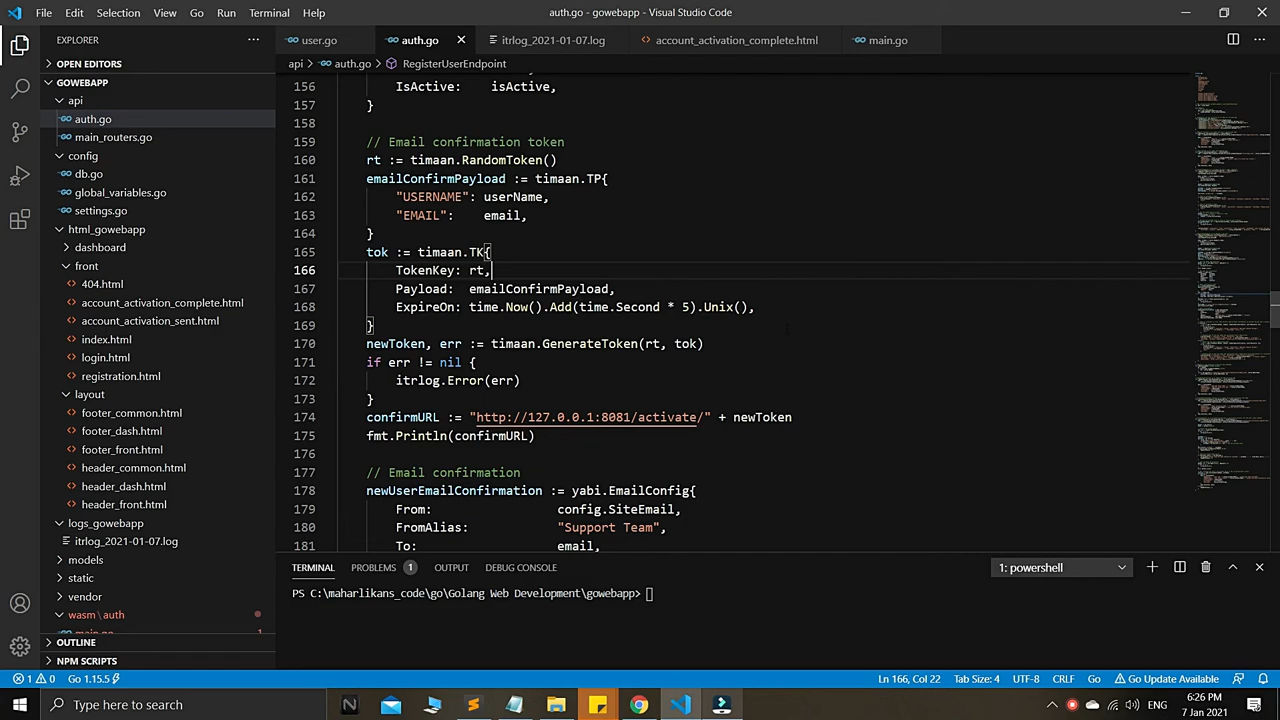 File Edit Selection View Go Run Terminal Help
auth.go - gowebapp - Visual Studio Code
EXPLORER
user.go
auth.go
itrlog_2021-01-07.log
account_activation_complete.html
main.go
OPEN EDITORS
GOWEBAPP
api
auth.go
main_routers.go
config
db.go
global_variables.go
settings.go
html_gowebapp
dashboard
front
404.html
account_activation_complete.html
account_activation_sent.html
index.html
login.html
registration.html
layout
footer_common.html
footer_dash.html
footer_front.html
header_common.html
header_dash.html
header_front.html
logs_gowebapp
itrlog_2021-01-07.log
models
static
vendor
wasm \ auth
main.go 1
OUTLINE
NPM SCRIPTS
api > auth.go > RegisterUserEndpoint
156 IsActive: isActive,
157 }
158
159 // Email confirmation token
160 rt := timaan.RandomToken()
161 emailConfirmPayload := timaan.TP{
162 "USERNAME": username,
163 "EMAIL": email,
164 }
165 tok := timaan.TK{
166 TokenKey: rt,
167 Payload: emailConfirmPayload,
168 ExpireOn: time.Now().Add(time.Second * 5).Unix(),
169 }
170 newToken, err := timaan.GenerateToken(rt, tok)
171 if err != nil {
172 itrlog.Error(err)
173 }
174 confirmURL := "http://127.0.0.1:8081/activate/" + newToken
175 fmt.Println(confirmURL)
176
177 // Email confirmation
178 newUserEmailConfirmation := yabi.EmailConfig{
179 From: config.SiteEmail,
180 FromAlias: "Support Team",
181 To: email,
TERMINAL PROBLEMS 1 OUTPUT DEBUG CONSOLE
1: powershell
PS C:\maharlikans_code\go\Golang Web Development\gowebapp>
1 0 Go 1.15.5
Ln 166, Col 22 Tab Size: 4 UTF-8 CRLF Go Go Update Available
Type here to search
ENG
6:26 PM
7 Jan 2021